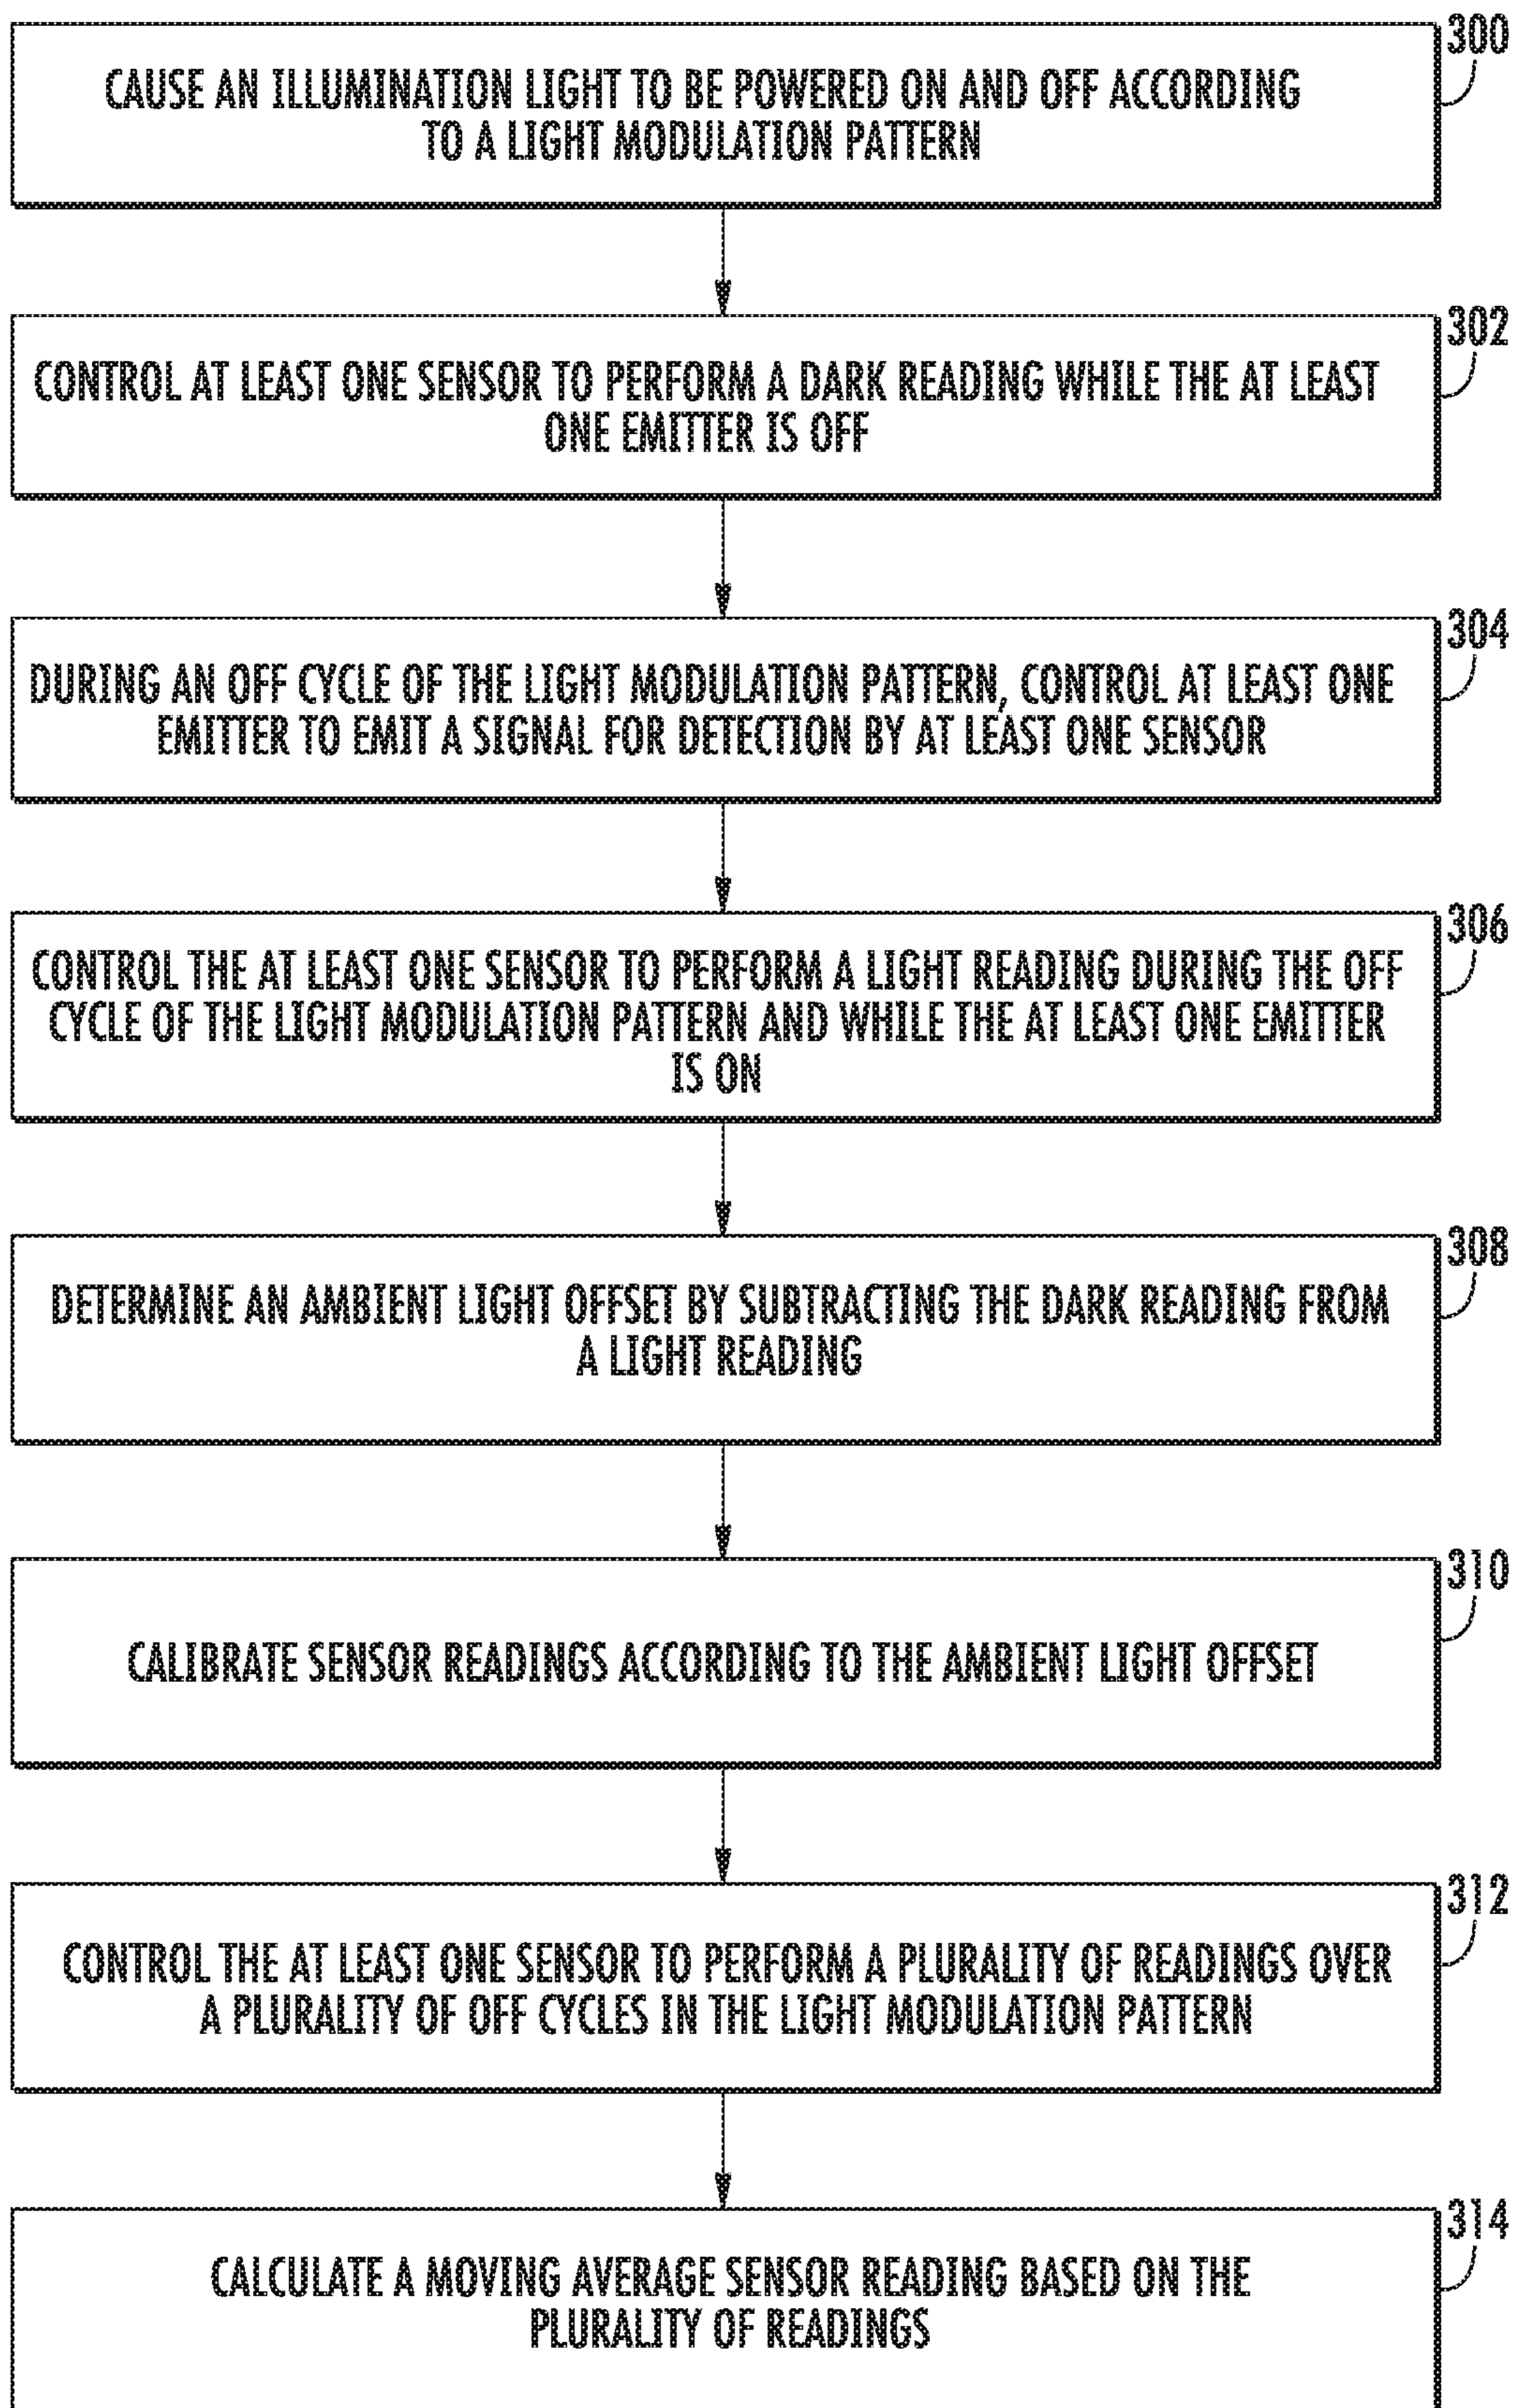 300
CAUSE AN ILLUMINATION LIGHT TO BE POWERED ON AND OFF ACCORDING
TO A LIGHT MODULATION PATTERN
302
CONTROL AT LEAST ONE SENSOR TO PERFORM A DARK READING WHILE THE AT LEAST
ONE EMITTER IS OFF
304
DURING AN OFF CYCLE OF THE LIGHT MODULATION PATTERN, CONTROL AT LEAST ONE
EMITTER TO EMIT A SIGNAL FOR DETECTION BY AT LEAST ONE SENSOR
306
CONTROL THE AT LEAST ONE SENSOR TO PERFORM A LIGHT READING DURING THE OFF
CYCLE OF THE LIGHT MODULATION PATTERN AND WHILE THE AT LEAST ONE EMITTER
IS ON
308
DETERMINE AN AMBIENT LIGHT OFFSET BY SUBTRACTING THE DARK READING FROM
A LIGHT READING
310
CALIBRATE SENSOR READINGS ACCORDING TO THE AMBIENT LIGHT OFFSET
312
CONTROL THE AT LEAST ONE SENSOR TO PERFORM A PLURALITY OF READINGS OVER
A PLURALITY OF OFF CYCLES IN THE LIGHT MODULATION PATTERN
314
CALCULATE A MOVING AVERAGE SENSOR READING BASED ON THE
PLURALITY OF READINGS